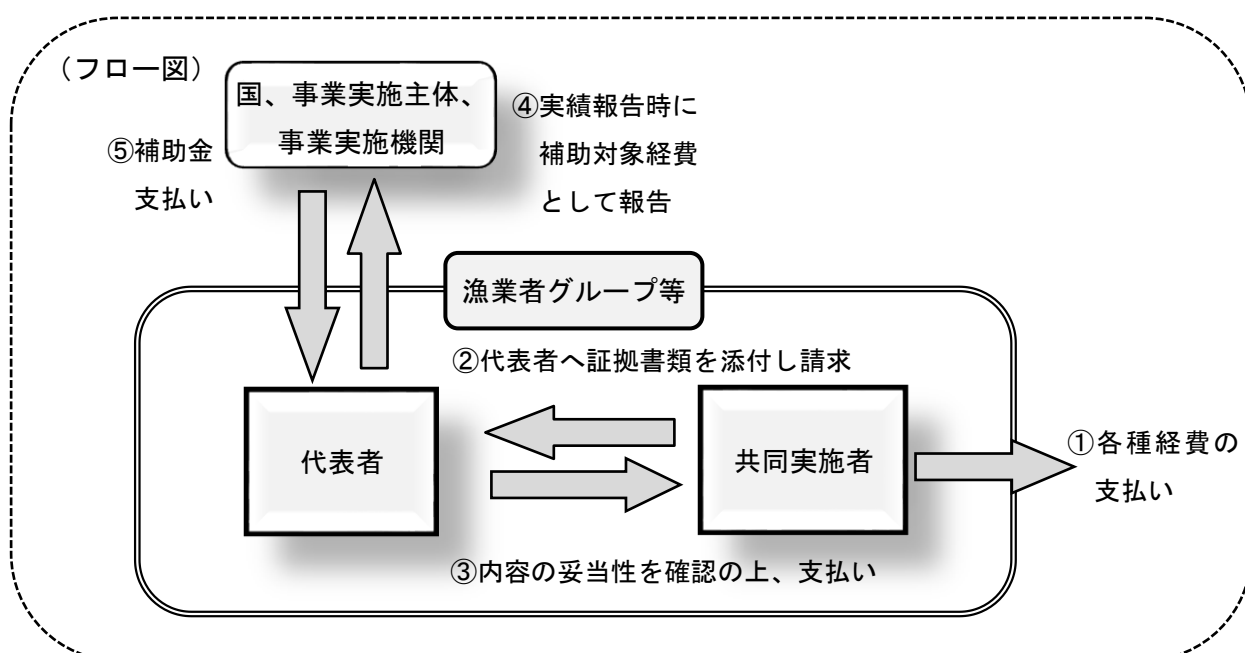 （フロー図）
国、事業実施主体、
事業実施機関
④実績報告時に
補助対象経費
として報告
⑤補助金
支払い
漁業者グループ等
②代表者へ証拠書類を添付し請求
代表者
共同実施者
①各種経費の
支払い
③内容の妥当性を確認の上、支払い